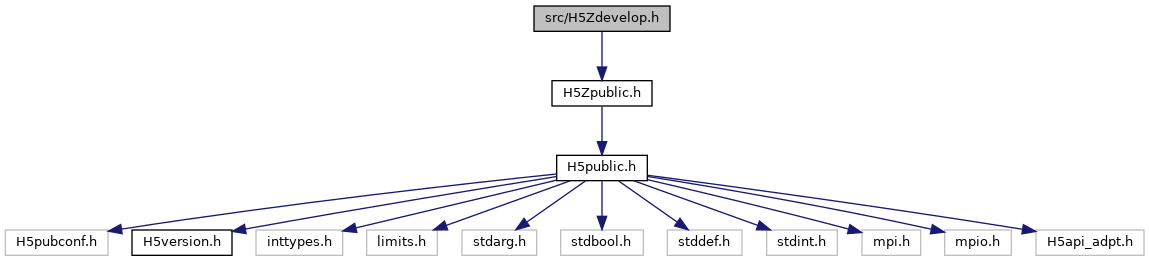 src/H5Zdevelop.h
H5Zpublic.h
H5public.h
H5pubconf.h
H5version.h
inttypes.h
limits.h
stdarg.h
stdbool.h
stddef.h
stdint.h
mpi.h
mpio.h
H5api_adpt.h